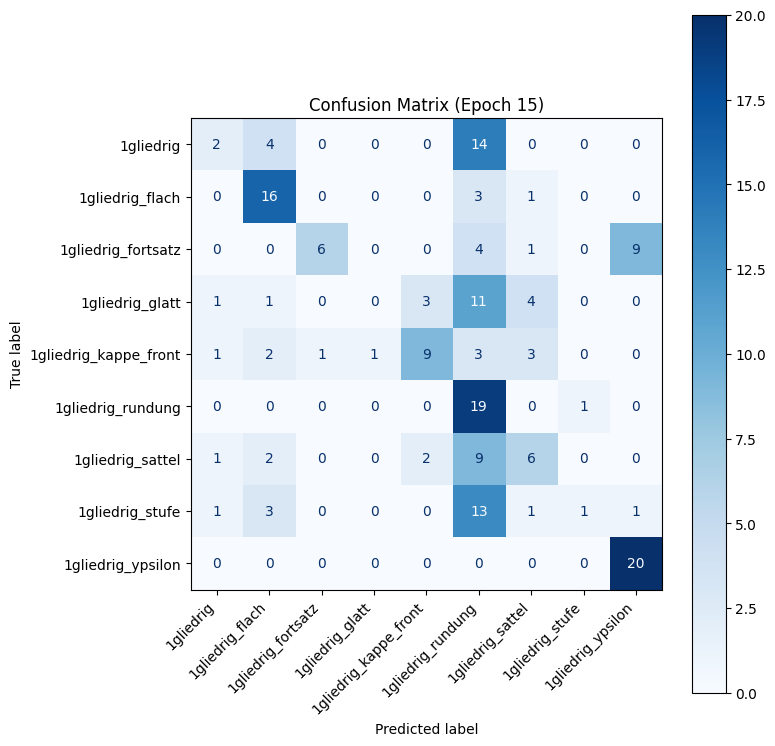 Confusion Matrix (Epoch 15)
True label
1gliedrig 2 4 0 0 0 14 0 0 0
1gliedrig_flach 0 16 0 0 0 3 1 0 0
1gliedrig_fortsatz 0 0 6 0 0 4 1 0 9
1gliedrig_glatt 1 1 0 0 3 11 4 0 0
1gliedrig_kappe_front 1 2 1 1 9 3 3 0 0
1gliedrig_rundung 0 0 0 0 0 19 0 1 0
1gliedrig_sattel 1 2 0 0 2 9 6 0 0
1gliedrig_stufe 1 3 0 0 0 13 1 1 1
1gliedrig_ypsilon 0 0 0 0 0 0 0 0 20
1gliedrig
1gliedrig_flach
1gliedrig_fortsatz
1gliedrig_glatt
1gliedrig_kappe_front
1gliedrig_rundung
1gliedrig_sattel
1gliedrig_stufe
1gliedrig_ypsilon
Predicted label
20.0
17.5
15.0
12.5
10.0
7.5
5.0
2.5
0.0